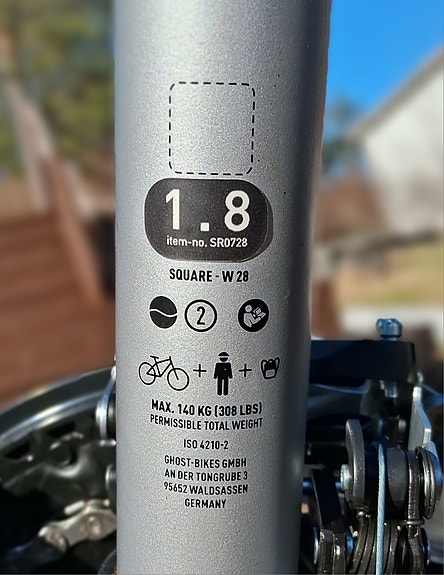 1.8
item-no. SR0728
SQUARE - W 28
2
+ +
MAX. 140 KG (308 LBS)
PERMISSIBLE TOTAL WEIGHT
ISO 4210-2
GHOST-BIKES GMBH
AN DER TONGRUBE 3
95652 WALDSASSEN
GERMANY